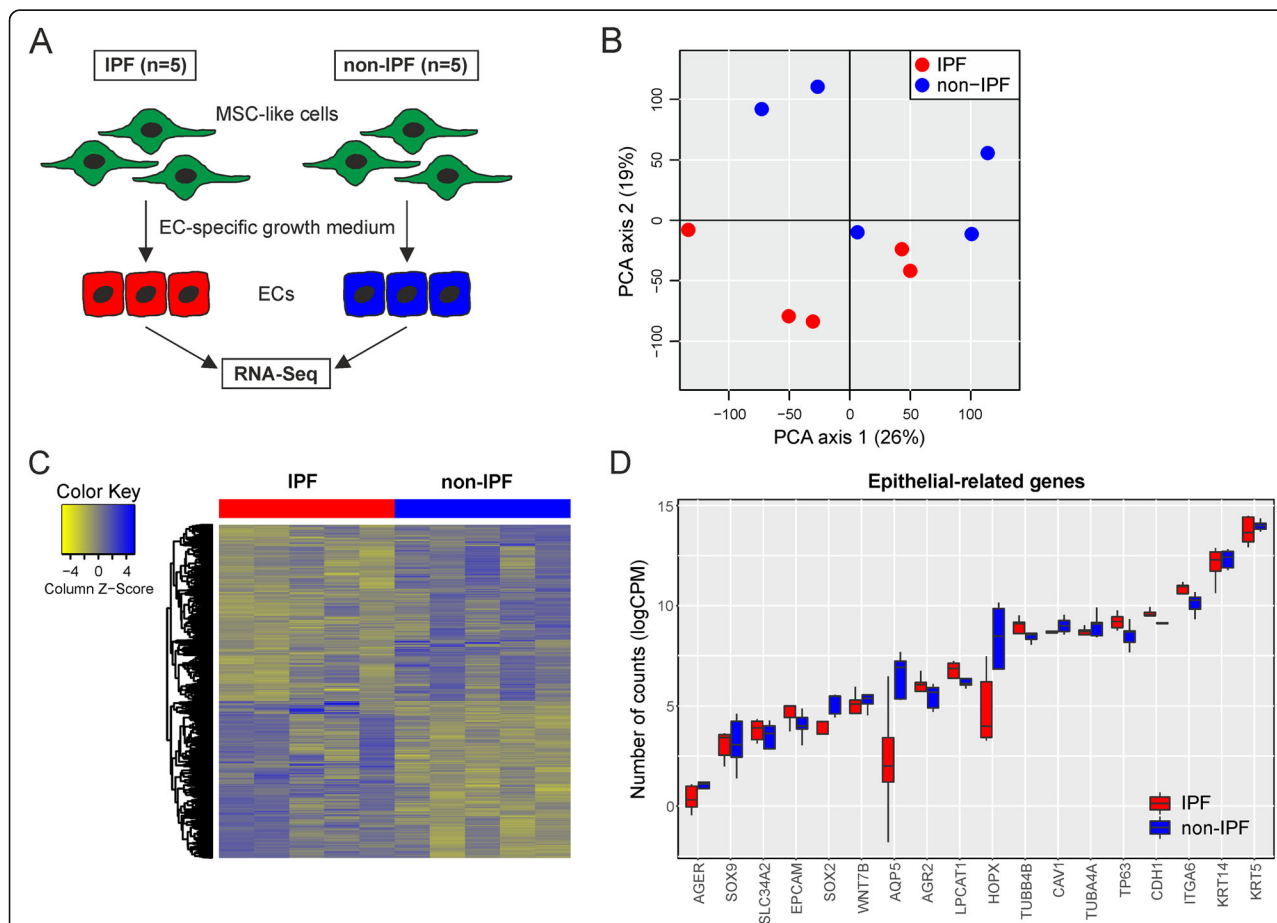 A
IPF (n=5)
non-IPF (n=5)
MSC-like cells
EC-specific growth medium
ECs
RNA-Seq
B
IPF
non−IPF
PCA axis 2 (19%)
100
50
0
−50
−100
−100
−50
0
50
100
PCA axis 1 (26%)
C
Color Key
−4
0
4
Column Z−Score
IPF
non-IPF
D
Epithelial-related genes
Number of counts (logCPM)
15
10
5
0
IPF
non-IPF
AGER
SOX9
SLC34A2
EPCAM
SOX2
WNT7B
AQP5
AGR2
LPCAT1
HOPX
TUBB4B
CAV1
TUBA4A
TP63
CDH1
ITGA6
KRT14
KRT5